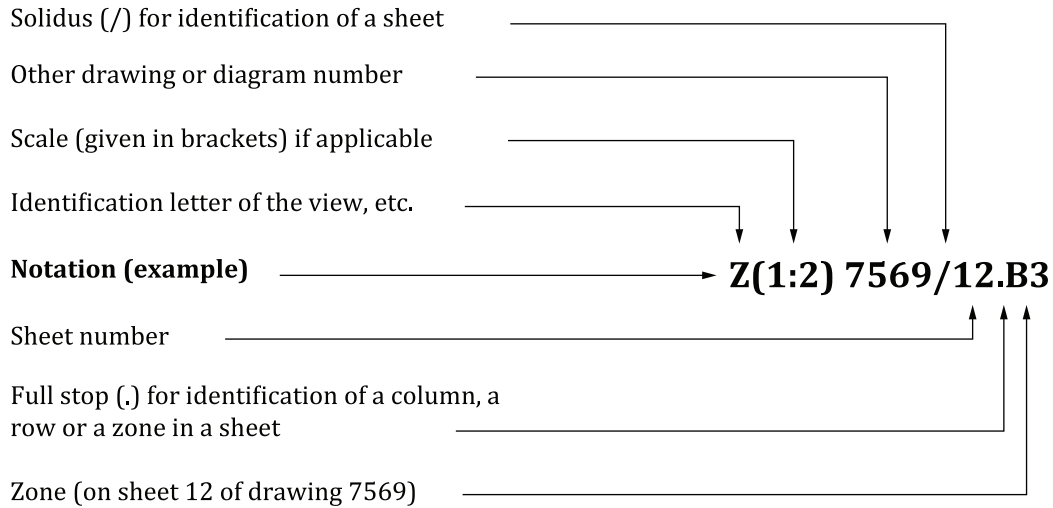 Solidus (/) for identification of a sheet
Other drawing or diagram number
Scale (given in brackets) if applicable
Identification letter of the view, etc.
Notation (example)
Z(1:2) 7569/12.B3
Sheet number
Full stop (.) for identification of a column, a
row or a zone in a sheet
Zone (on sheet 12 of drawing 7569)